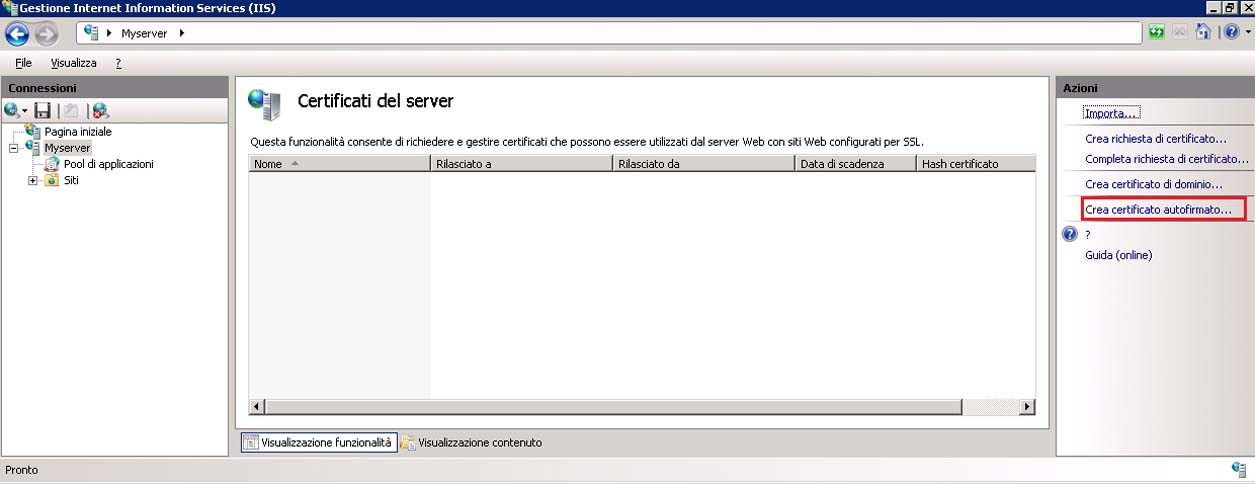 Gestione Internet Information Services (IIS)
Myserver
File Visualizza ?
Connessioni
Pagina iniziale
Myserver
Pool di applicazioni
Siti
Certificati del server
Questa funzionalità consente di richiedere e gestire certificati che possono essere utilizzati dal server Web con siti Web configurati per SSL.
Nome Rilasciato a Rilasciato da Data di scadenza Hash certificato
Visualizzazione funzionalità Visualizzazione contenuto
Azioni
Importa...
Crea richiesta di certificato...
Completa richiesta di certificato...
Crea certificato di dominio...
Crea certificato autofirmato...
?
Guida (online)
Pronto